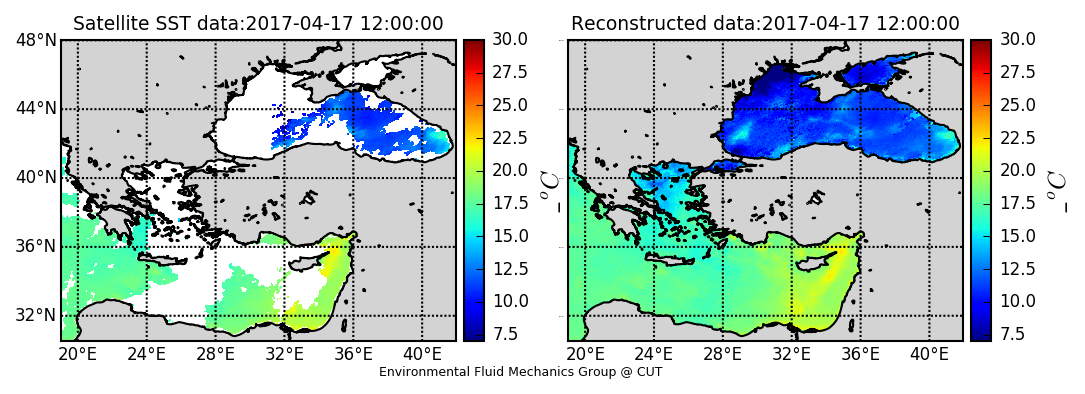 Satellite SST data:2017-04-17 12:00:00
Reconstructed data:2017-04-17 12:00:00
48°N
44°N
40°N
36°N
32°N
20°E 24°E 28°E 32°E 36°E 40°E
30.0
27.5
25.0
22.5
20.0
17.5
15.0
12.5
10.0
7.5
_°C
20°E 24°E 28°E 32°E 36°E 40°E
30.0
27.5
25.0
22.5
20.0
17.5
15.0
12.5
10.0
7.5
_°C
Environmental Fluid Mechanics Group @ CUT